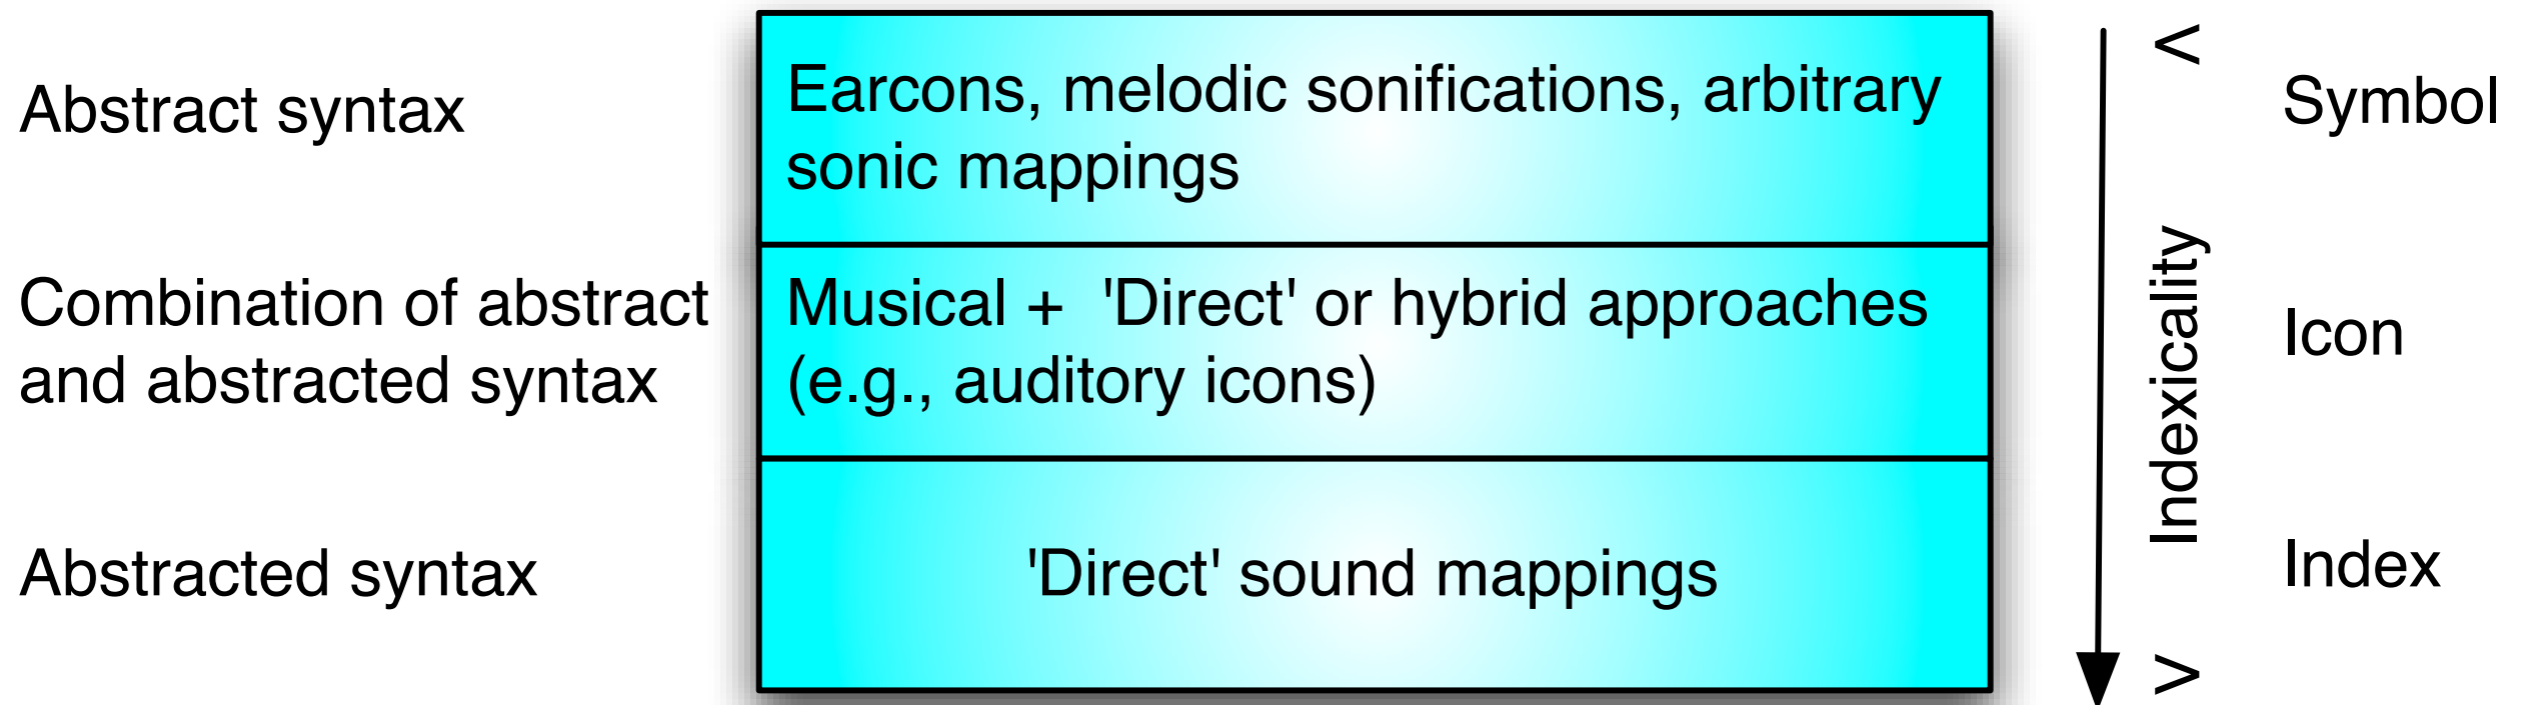 Abstract syntax
Earcons, melodic sonifications, arbitrary
sonic mappings
Symbol
Combination of abstract
and abstracted syntax
Musical + 'Direct' or hybrid approaches
(e.g., auditory icons)
Icon
Abstracted syntax
'Direct' sound mappings
Index
<
Indexicality
>